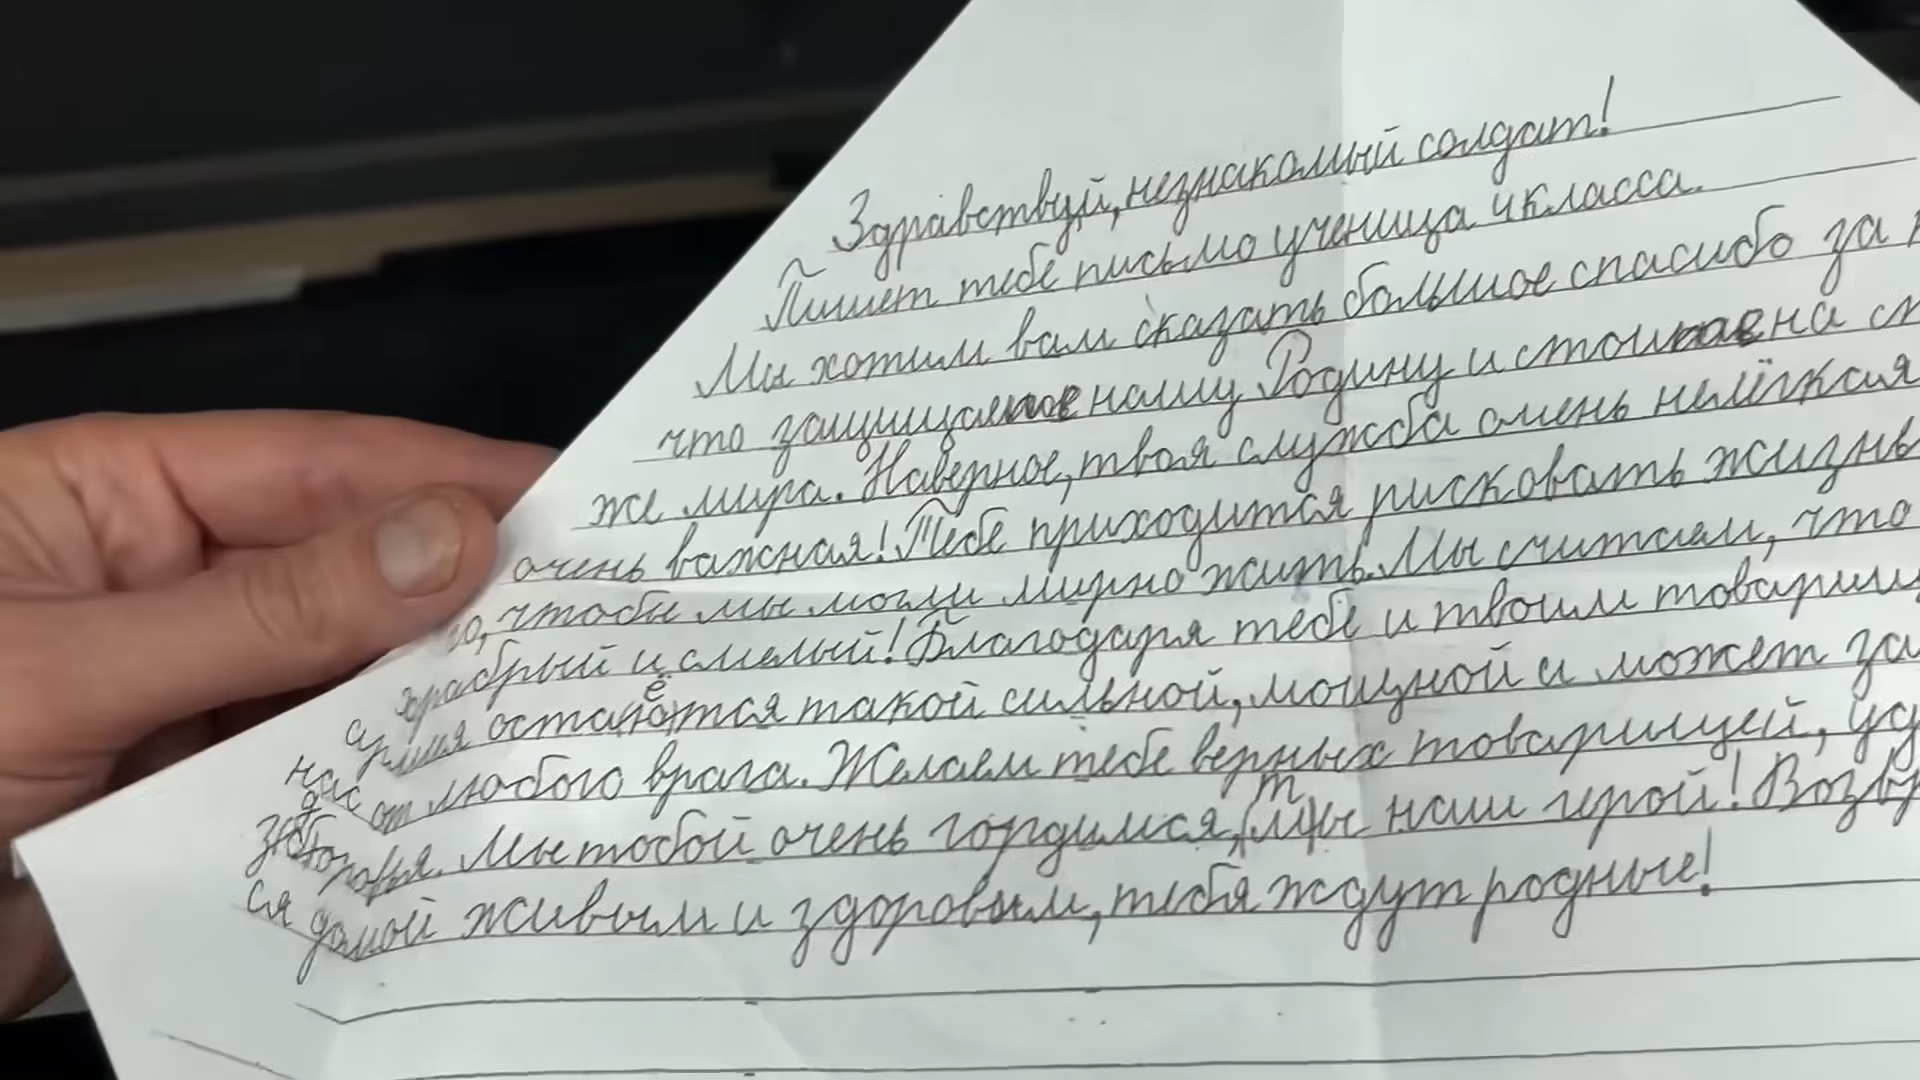 Здравствуй, незнакомый солдат!
Пишет тебе письмо ученица 4 класса.
Мы хотим вам сказать большое спасибо за
что защищаете нашу Родину и стоите на
же мира. Наверное, твоя служба очень нелёгкая
очень важная! Тебе приходится рисковать жизнь
чтобы мы могли мирно жить. Мы считаем, что
храбрый и смелый! Благодаря тебе и твоим товарищ
армия остаётся такой сильной, мощной и может за
нас от любого врага. Желаем тебе верных товарищей, уд
здоровья. Мы тобой очень гордимся, ты наш герой! Возвр
ся домой живым и здоровым, тебя ждут родные!